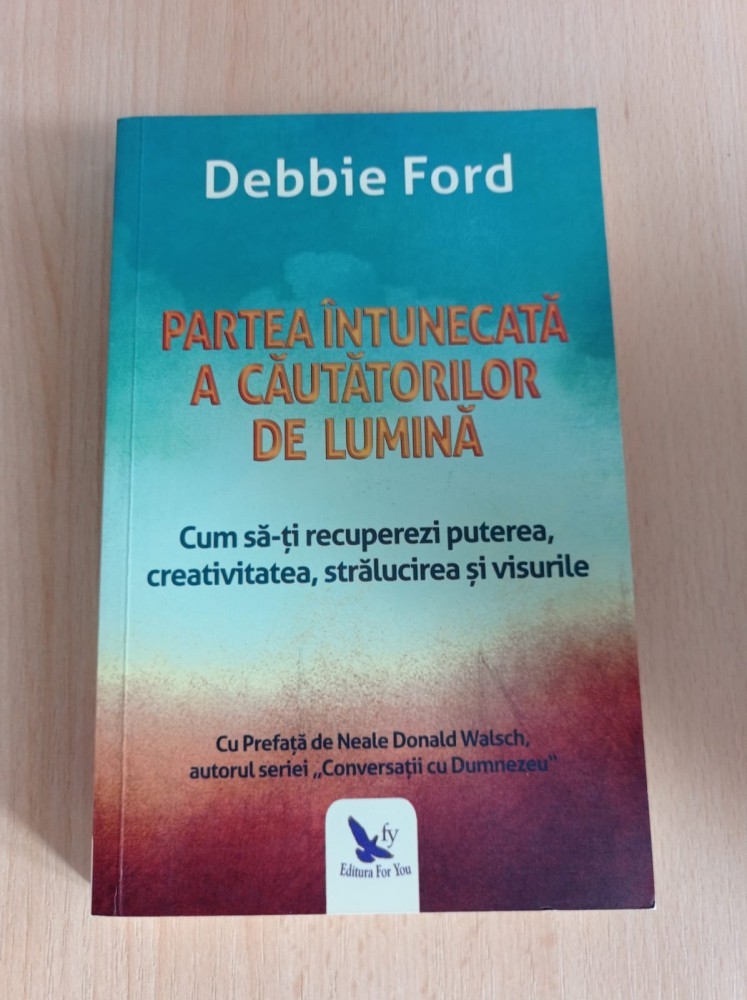 Debbie Ford
PARTEA ÎNTUNECATĂ
A CĂUTĂTORILOR
DE LUMINĂ
Cum să-ți recuperezi puterea,
creativitatea, strălucirea și visurile
Cu Prefață de Neale Donald Walsch,
autorul seriei „Conversații cu Dumnezeu”
fy
Editura For You